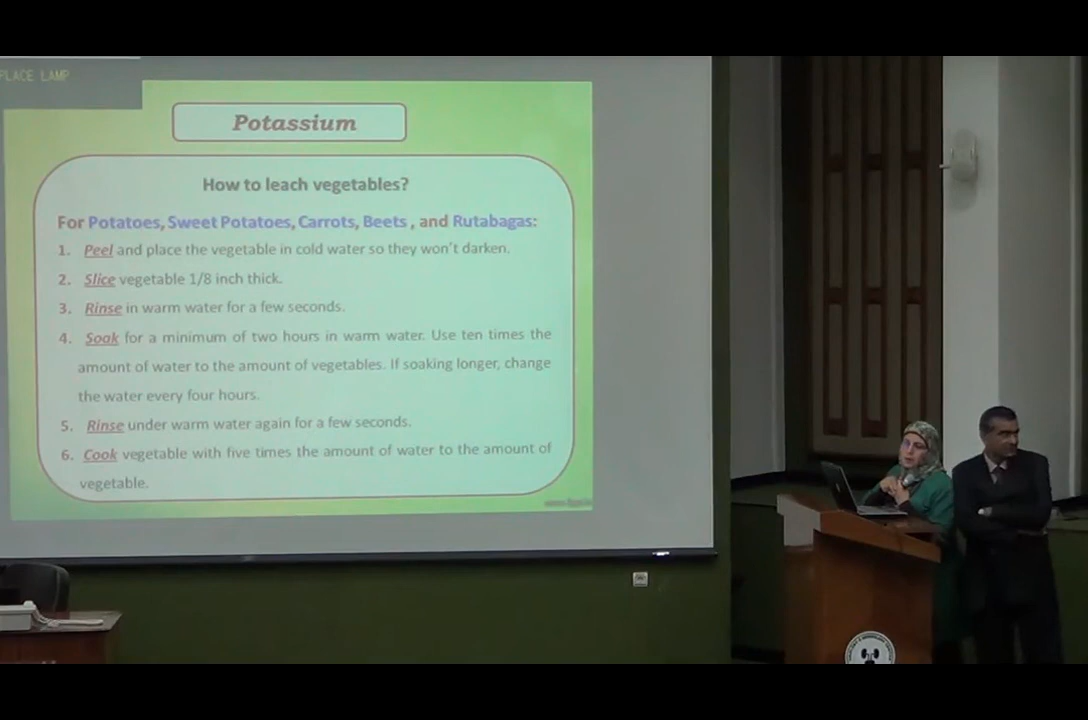 PLACE LAMP
Potassium
How to leach vegetables?
For Potatoes, Sweet Potatoes, Carrots, Beets , and Rutabagas:
1. Peel and place the vegetable in cold water so they won't darken.
2. Slice vegetable 1/8 inch thick.
3. Rinse in warm water for a few seconds.
4. Soak for a minimum of two hours in warm water. Use ten times the
amount of water to the amount of vegetables. If soaking longer, change
the water every four hours.
5. Rinse under warm water again for a few seconds.
6. Cook vegetable with five times the amount of water to the amount of
vegetable.